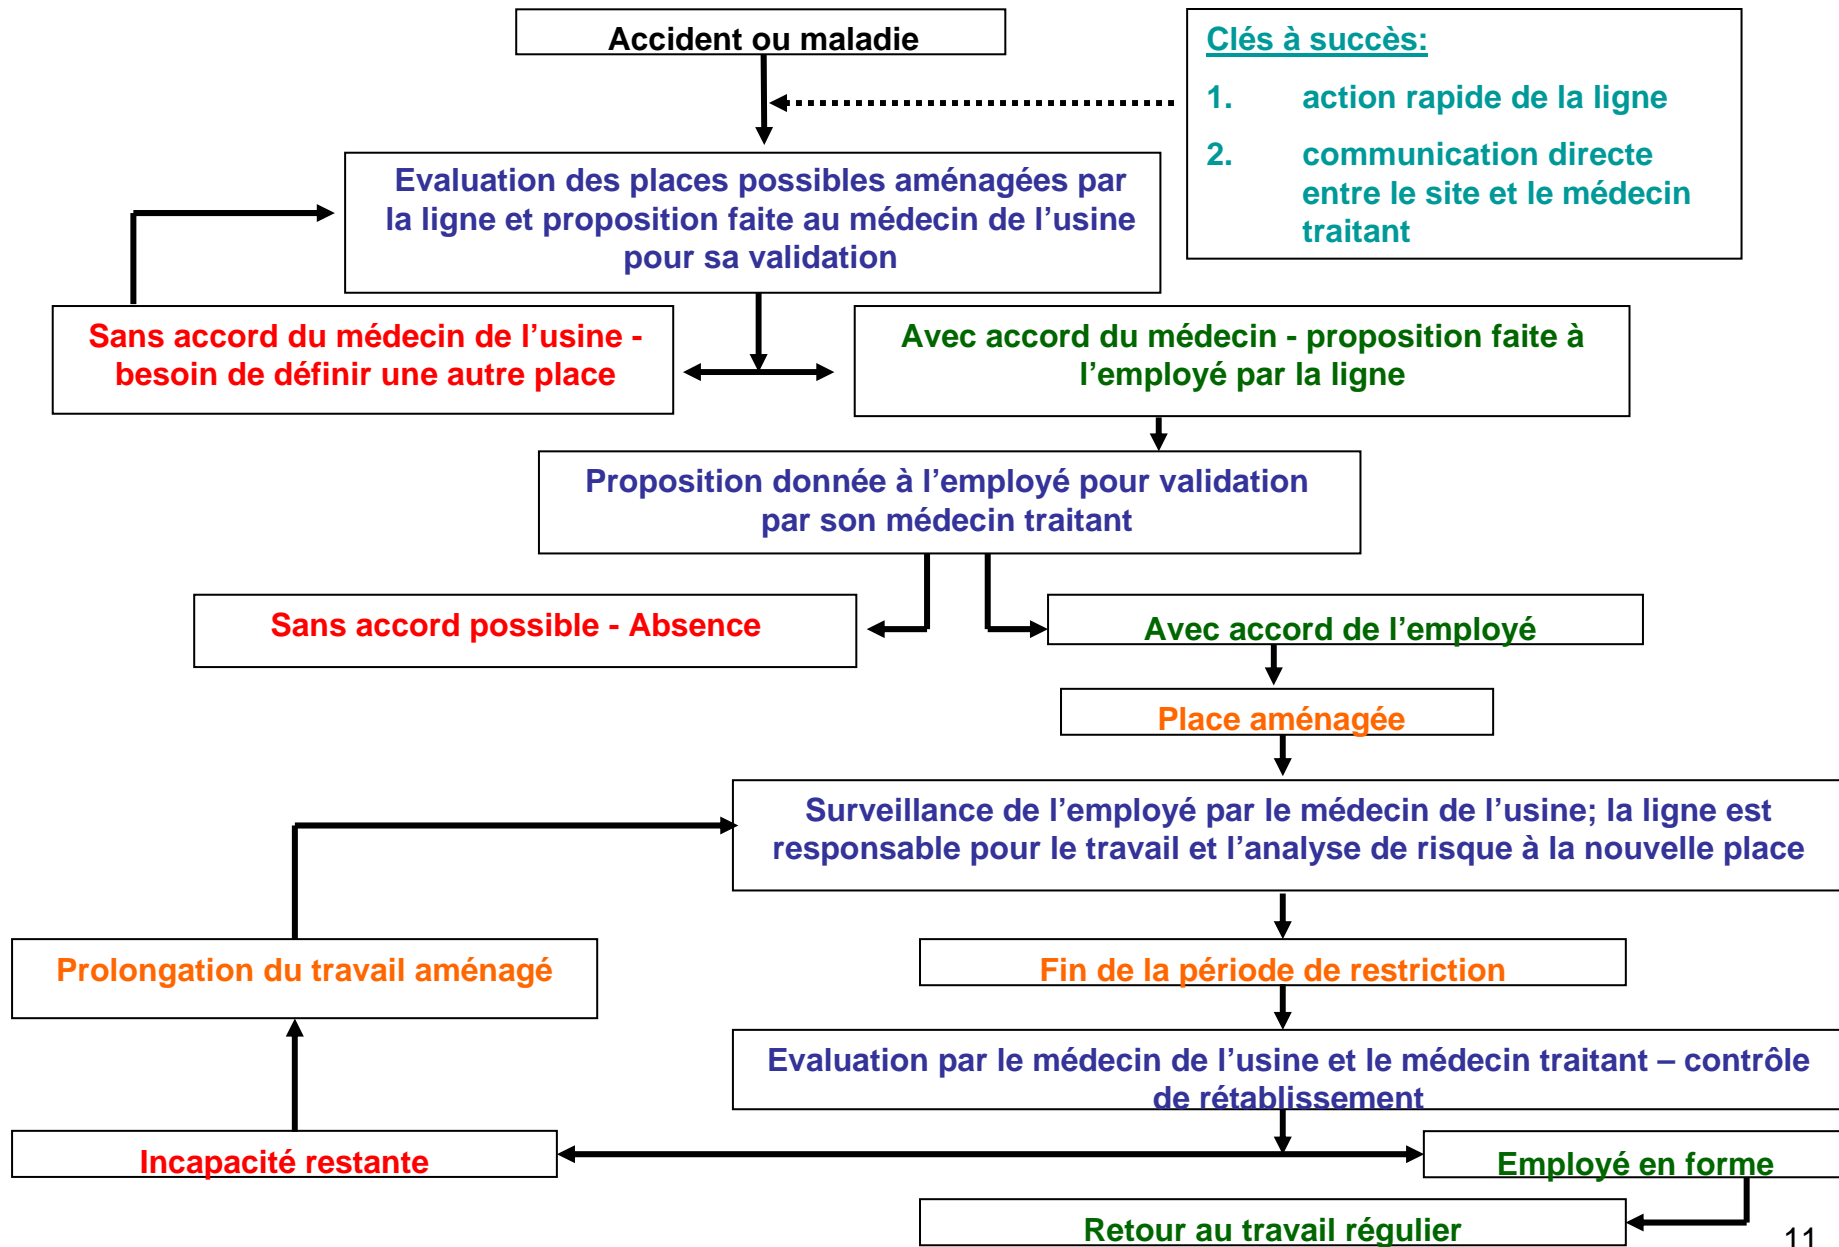 Accident ou maladie
Clés à succès:
1. action rapide de la ligne
2. communication directe
entre le site et le médecin
traitant
Evaluation des places possibles aménagées par
la ligne et proposition faite au médecin de l’usine
pour sa validation
Sans accord du médecin de l’usine -
besoin de définir une autre place
Avec accord du médecin - proposition faite à
l’employé par la ligne
Proposition donnée à l’employé pour validation
par son médecin traitant
Sans accord possible - Absence
Avec accord de l’employé
Place aménagée
Surveillance de l’employé par le médecin de l’usine; la ligne est
responsable pour le travail et l’analyse de risque à la nouvelle place
Prolongation du travail aménagé
Fin de la période de restriction
Evaluation par le médecin de l’usine et le médecin traitant – contrôle
de rétablissement
Incapacité restante
Employé en forme
Retour au travail régulier
11